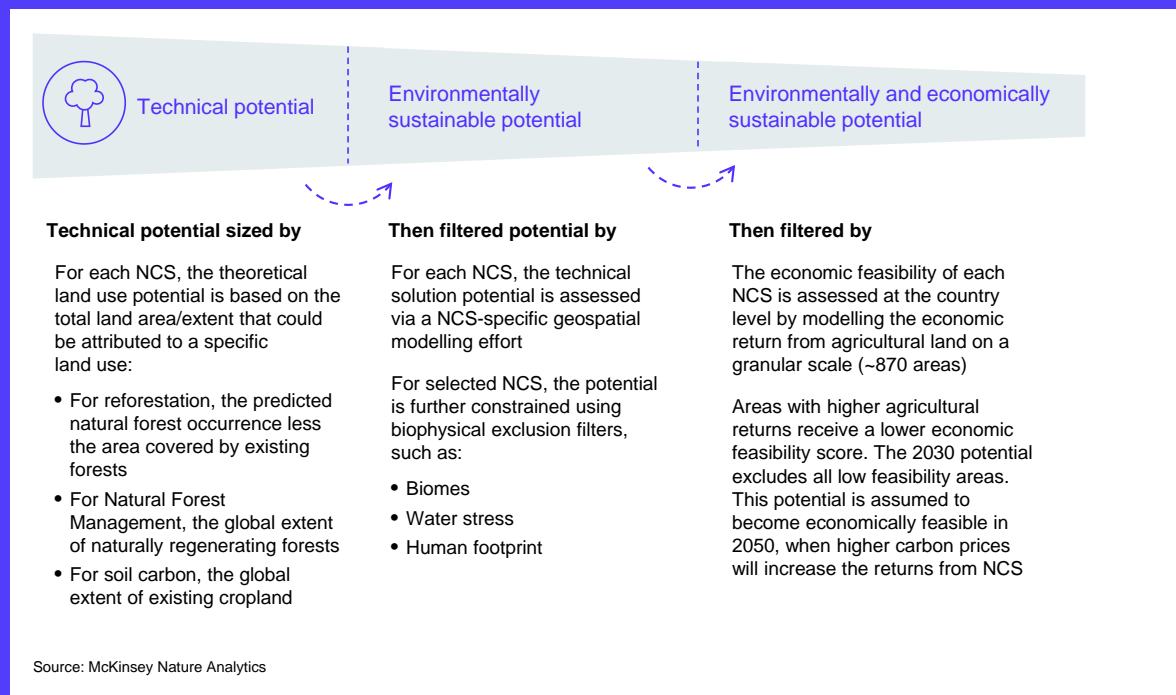 Technical potential
Environmentally
sustainable potential
Environmentally and economically
sustainable potential
Technical potential sized by
For each NCS, the theoretical
land use potential is based on the
total land area/extent that could
be attributed to a specific
land use:
• For reforestation, the predicted
natural forest occurrence less
the area covered by existing
forests
• For Natural Forest
Management, the global extent
of naturally regenerating forests
• For soil carbon, the global
extent of existing cropland
Then filtered potential by
For each NCS, the technical
solution potential is assessed
via a NCS-specific geospatial
modelling effort
For selected NCS, the potential
is further constrained using
biophysical exclusion filters,
such as:
• Biomes
• Water stress
• Human footprint
Then filtered by
The economic feasibility of each
NCS is assessed at the country
level by modelling the economic
return from agricultural land on a
granular scale (~870 areas)
Areas with higher agricultural
returns receive a lower economic
feasibility score. The 2030 potential
excludes all low feasibility areas.
This potential is assumed to
become economically feasible in
2050, when higher carbon prices
will increase the returns from NCS
Source: McKinsey Nature Analytics